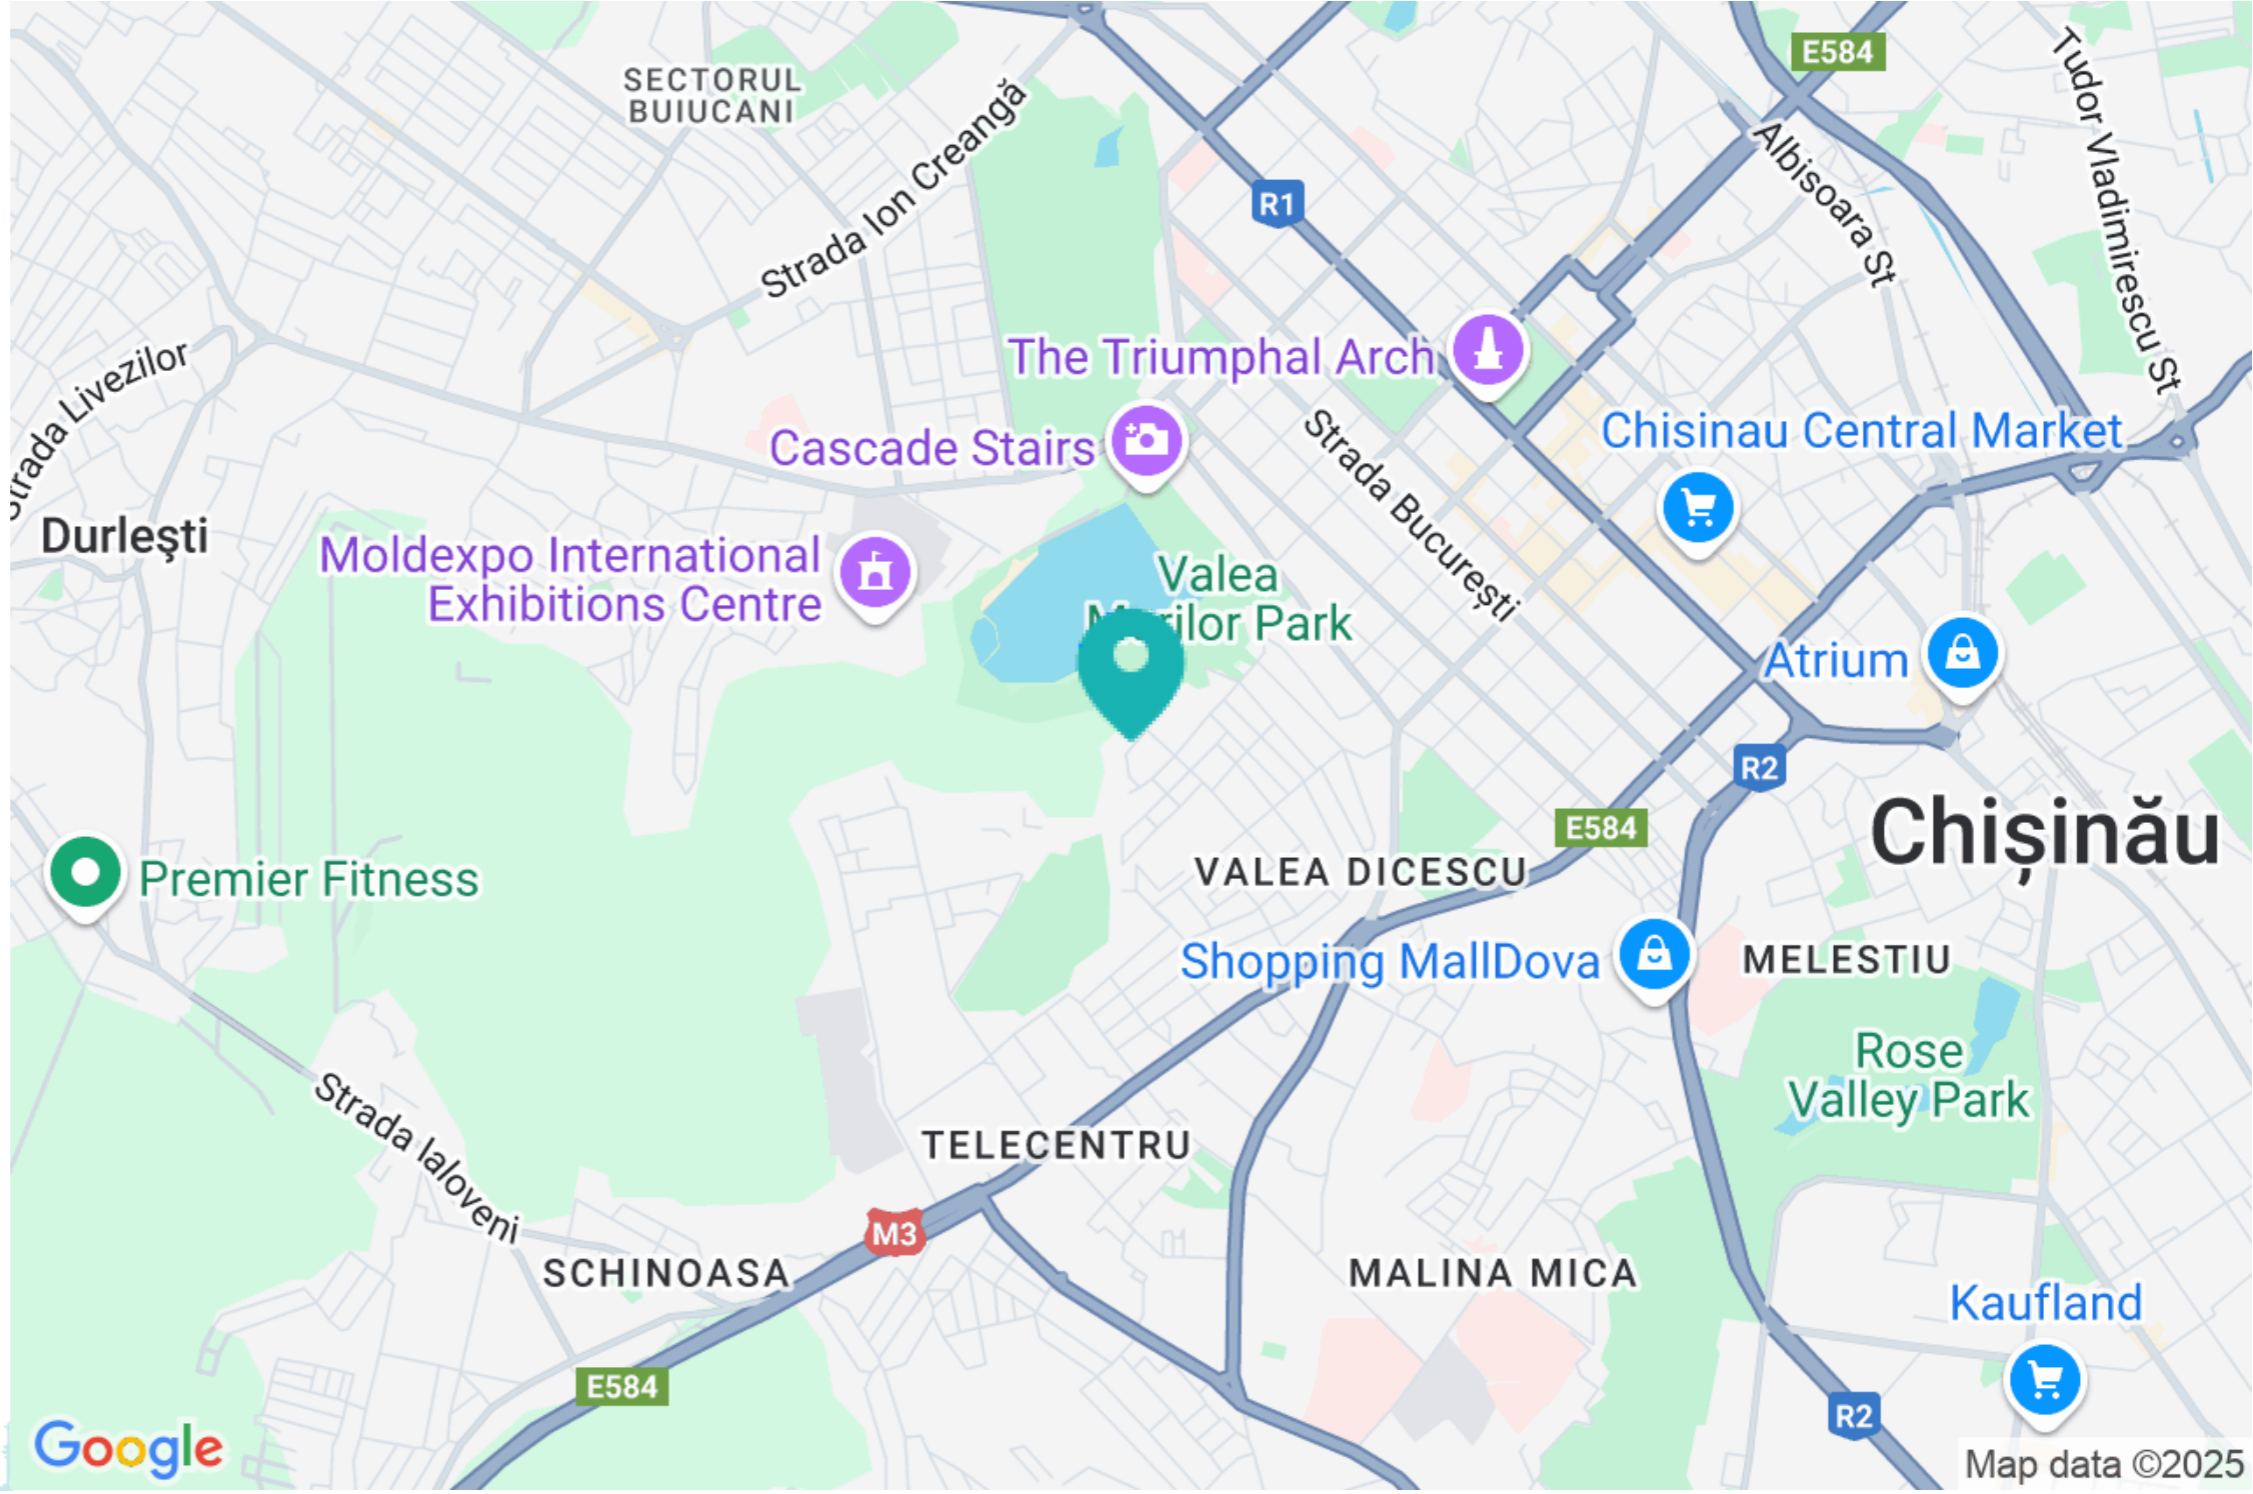 E584
SECTORUL
BUIUCANI
Tudor Vladimirescu St
Strada Ion Creangă
Albisoara St
R1
The Triumphal Arch
Strada Livezilor
Chisinau Central Market
Cascade Stairs
Strada București
Durleşti
Moldexpo International
Exhibitions Centre
Valea
Morilor Park
Atrium
R2
E584
Chișinău
VALEA DICESCU
Premier Fitness
Shopping MallDova
MELESTIU
Rose
Valley Park
Strada Ialoveni
TELECENTRU
M3
SCHINOASA
MALINA MICA
Kaufland
E584
R2
Google
Map data ©2025